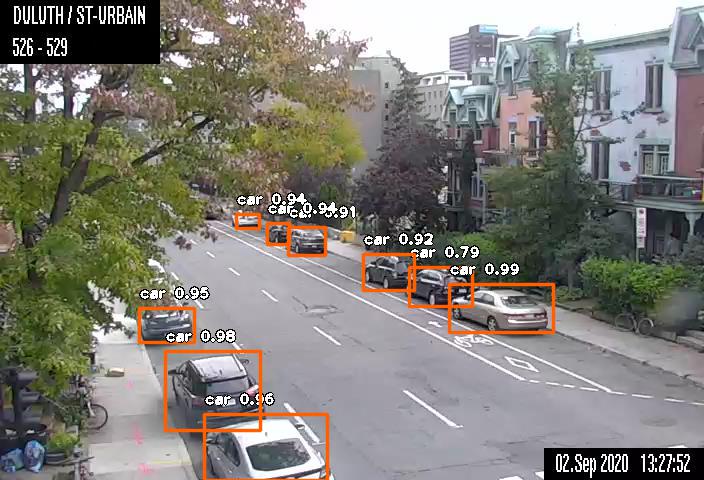 DULUTH / ST-URBAIN
526 - 529
car 0.94
car 0.94
0.91
car 0.92
car 0.79
car 0.99
car 0.95
car 0.98
car 0.96
02.Sep 2020 13:27:52